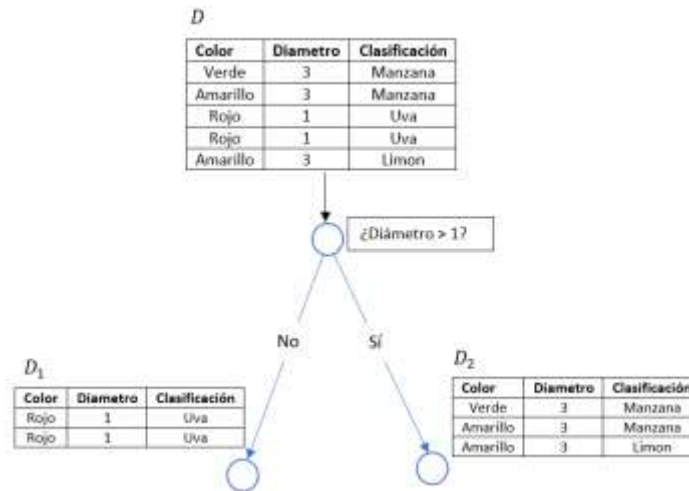 D
Color Diametro Clasificación
Verde 3 Manzana
Amarillo 3 Manzana
Rojo 1 Uva
Rojo 1 Uva
Amarillo 3 Limon
¿Diámetro > 1?
No Sí
D₁
Color Diametro Clasificación
Rojo 1 Uva
Rojo 1 Uva
D₂
Color Diametro Clasificación
Verde 3 Manzana
Amarillo 3 Manzana
Amarillo 3 Limon